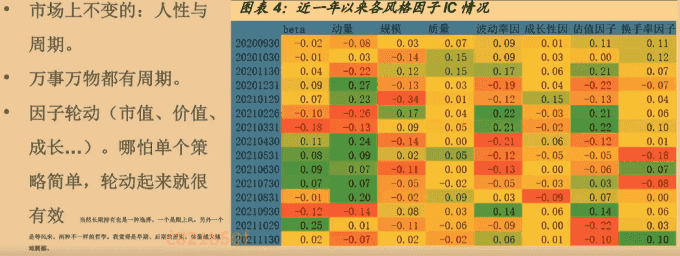 • 市场上不变的：人性与
周期。
• 万事万物都有周期。
• 因子轮动（市值、价值、
成长...）。哪怕单个策
略简单，轮动起来就很
有效
图表 4：近一年以来各风格因子 IC 情况
beta 动量 规模 质量 波动率因 成长性因 估值因子 换手率因子
20200930 -0.02 -0.08 0.03 0.07 0.09 0.01 0.11 0.11
20201030 -0.01 0.03 -0.14 0.15 0.09 0.03 0.00 0.12
20201130 0.04 -0.22 0.12 0.15 0.17 0.06 0.21 0.07
20201231 0.09 0.27 -0.13 0.03 -0.19 0.04 -0.22 -0.07
20210129 0.07 0.23 -0.34 0.01 -0.12 0.15 -0.13 0.04
20210226 -0.10 -0.26 0.17 0.04 0.22 -0.03 0.21 0.06
20210331 -0.18 -0.13 0.09 0.05 0.21 -0.02 0.22 0.10
20210430 0.11 0.24 -0.14 0.00 -0.21 0.06 -0.12 0.01
20210531 0.08 0.09 0.02 0.05 -0.12 -0.05 -0.05 -0.18
20210630 0.09 0.07 -0.11 0.00 -0.13 -0.06 0.07
20210730 0.07 0.07 -0.05 -0.02 -0.05 -0.03 0.03 -0.08
20210831 -0.01 0.20 -0.02 0.09 0.03 -0.09 0.07 0.00
20210930 -0.12 -0.14 0.08 0.03 0.14 0.06 0.14 0.06
20211029 0.25 0.01 -0.11 -0.06 0.00 -0.22 0.04
20211130 0.02 -0.07 0.02 -0.02 0.06 0.01 -0.10 0.10